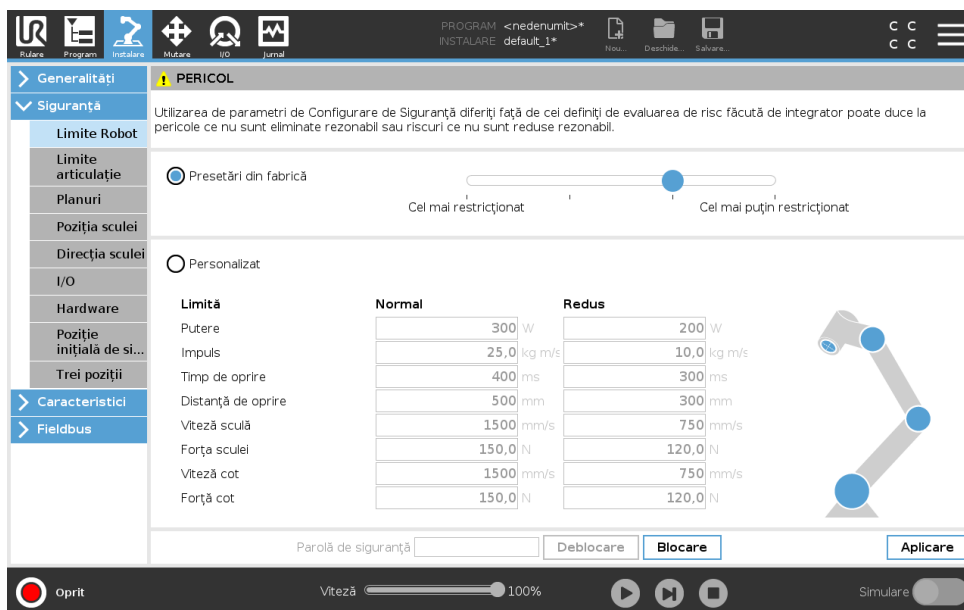 PROGRAM <nedenumit>*
INSTALARE default_1*
Rulare Program Instalare Mutare I/O Jurnal Nou... Deschide... Salvare...
C C
C C
Generalități
Siguranță
Limite Robot
Limite
articulație
Planuri
Poziția sculei
Direcția sculei
I/O
Hardware
Poziție
inițială de si...
Trei poziții
Caracteristici
Fieldbus
PERICOL
Utilizarea de parametri de Configurare de Siguranță diferiți față de cei definiți de evaluarea de risc făcută de integrator poate duce la
pericole ce nu sunt eliminate rezonabil sau riscuri ce nu sunt reduse rezonabil.
Presetări din fabrică
Cel mai restricționat Cel mai puțin restricționat
Personalizat
Limită Normal Redus
Putere 300 W 200 W
Impuls 25,0 kg m/s 10,0 kg m/s
Timp de oprire 400 ms 300 ms
Distanță de oprire 500 mm 300 mm
Viteză sculă 1500 mm/s 750 mm/s
Forța sculei 150,0 N 120,0 N
Viteză cot 1500 mm/s 750 mm/s
Forță cot 150,0 N 120,0 N
Parolă de siguranță Deblocare Blocare Aplicare
Oprit Viteză 100% Simulare